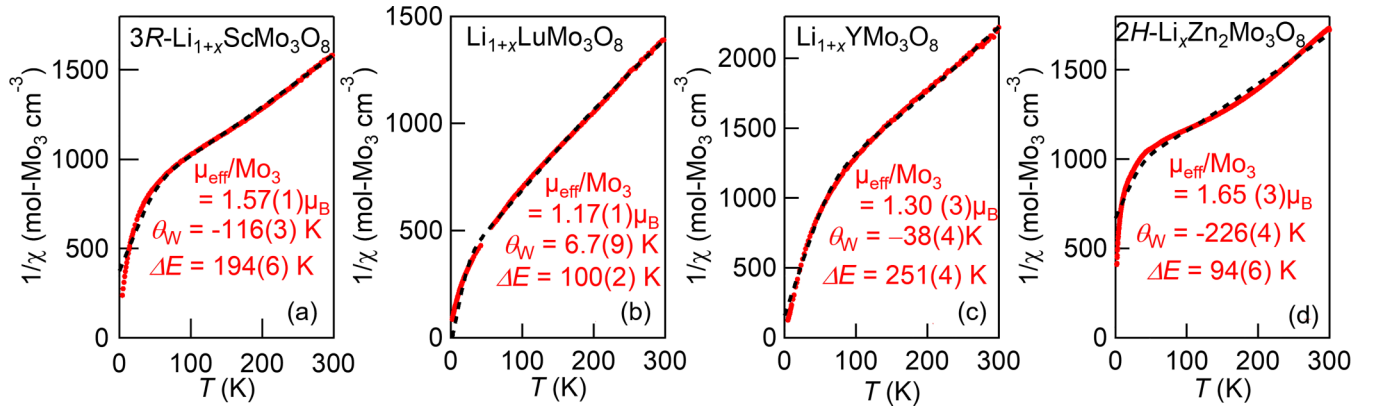 3R-Li1+xScMo3O8
1/χ (mol-Mo3 cm-3)
1500
1000
500
0
μeff/Mo3
= 1.57(1)μB
θW = -116(3) K
ΔE = 194(6) K
(a)
0 100 200 300
T (K)
Li1+xLuMo3O8
1/χ (mol-Mo3 cm-3)
1500
1000
500
0
μeff/Mo3
= 1.17(1)μB
θW = 6.7(9) K
ΔE = 100(2) K
(b)
0 100 200 300
T (K)
Li1+xYMo3O8
1/χ (mol-Mo3 cm-3)
2000
1500
1000
500
0
μeff/Mo3
= 1.30 (3)μB
θW = –38(4)K
ΔE = 251(4) K
(c)
0 100 200 300
T (K)
2H-LixZn2Mo3O8
1/χ (mol-Mo3 cm-3)
1500
1000
500
0
μeff/Mo3
= 1.65 (3)μB
θW = -226(4) K
ΔE = 94(6) K
(d)
0 100 200 300
T (K)